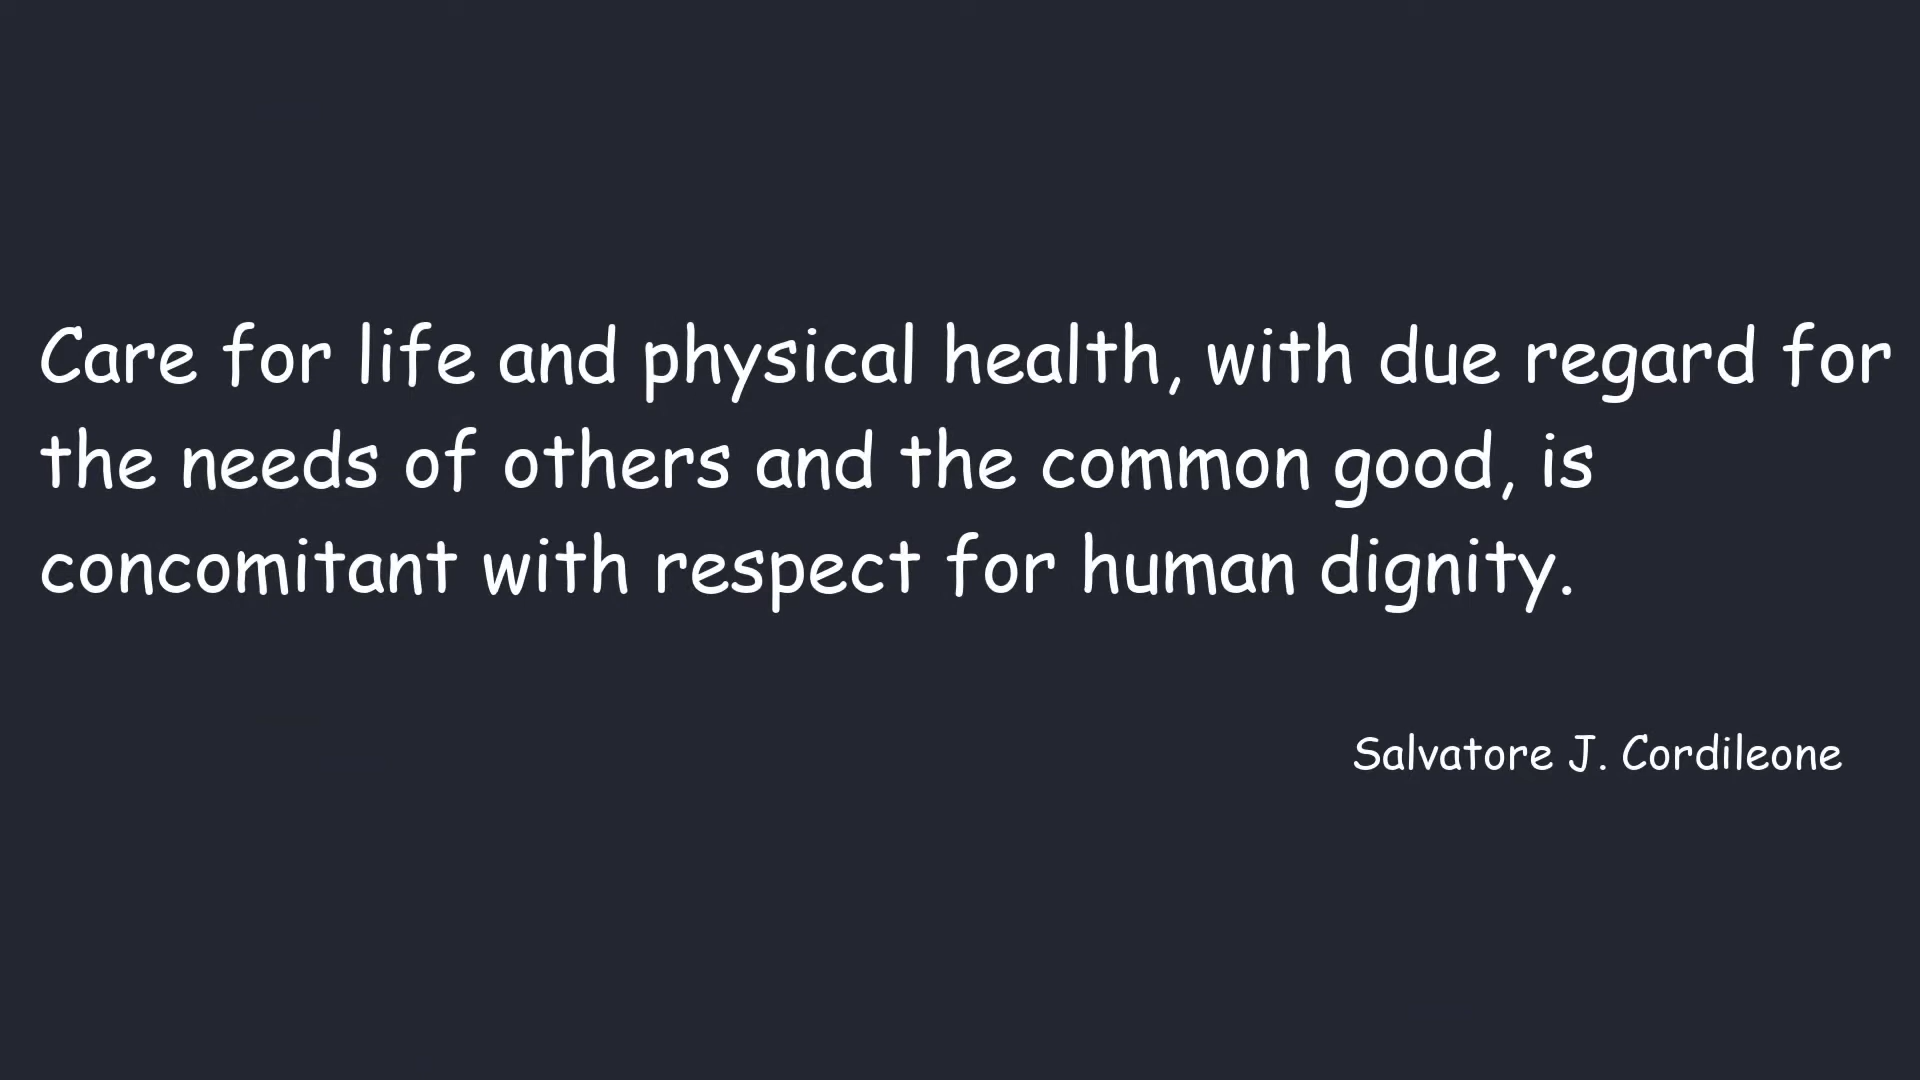 Care for life and physical health, with due regard for
the needs of others and the common good, is
concomitant with respect for human dignity.
Salvatore J. Cordileone